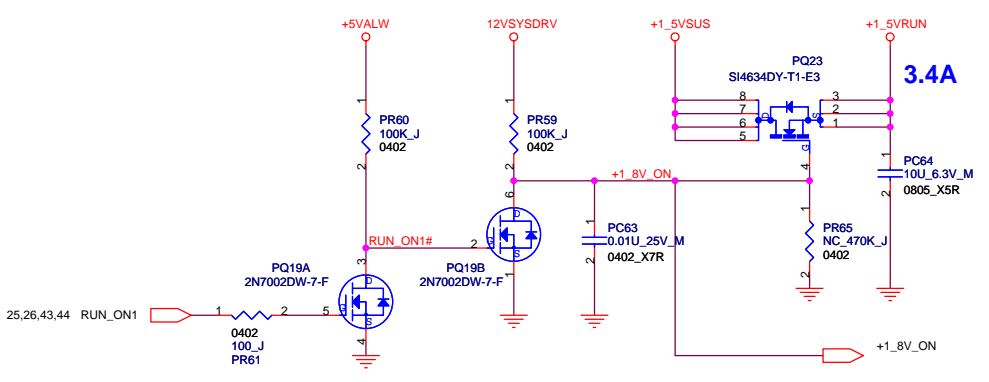 +5VALW
12VSYSDRV
+1_5VSUS
+1_5VRUN
3.4A
PQ23
SI4634DY-T1-E3
8
7
6
5
D
S
G
3
2
1
4
1
PR60
100K_J
0402
2
1
PR59
100K_J
0402
2
1
PC64
10U_6.3V_M
0805_X5R
2
+1_8V_ON
6
D
G
S
2
1
PQ19B
2N7002DW-7-F
RUN_ON1#
1
PC63
0.01U_25V_M
0402_X7R
2
1
PR65
NC_470K_J
0402
2
3
D
G
S
5
4
PQ19A
2N7002DW-7-F
25,26,43,44 RUN_ON1
1
2
0402
100_J
PR61
+1_8V_ON